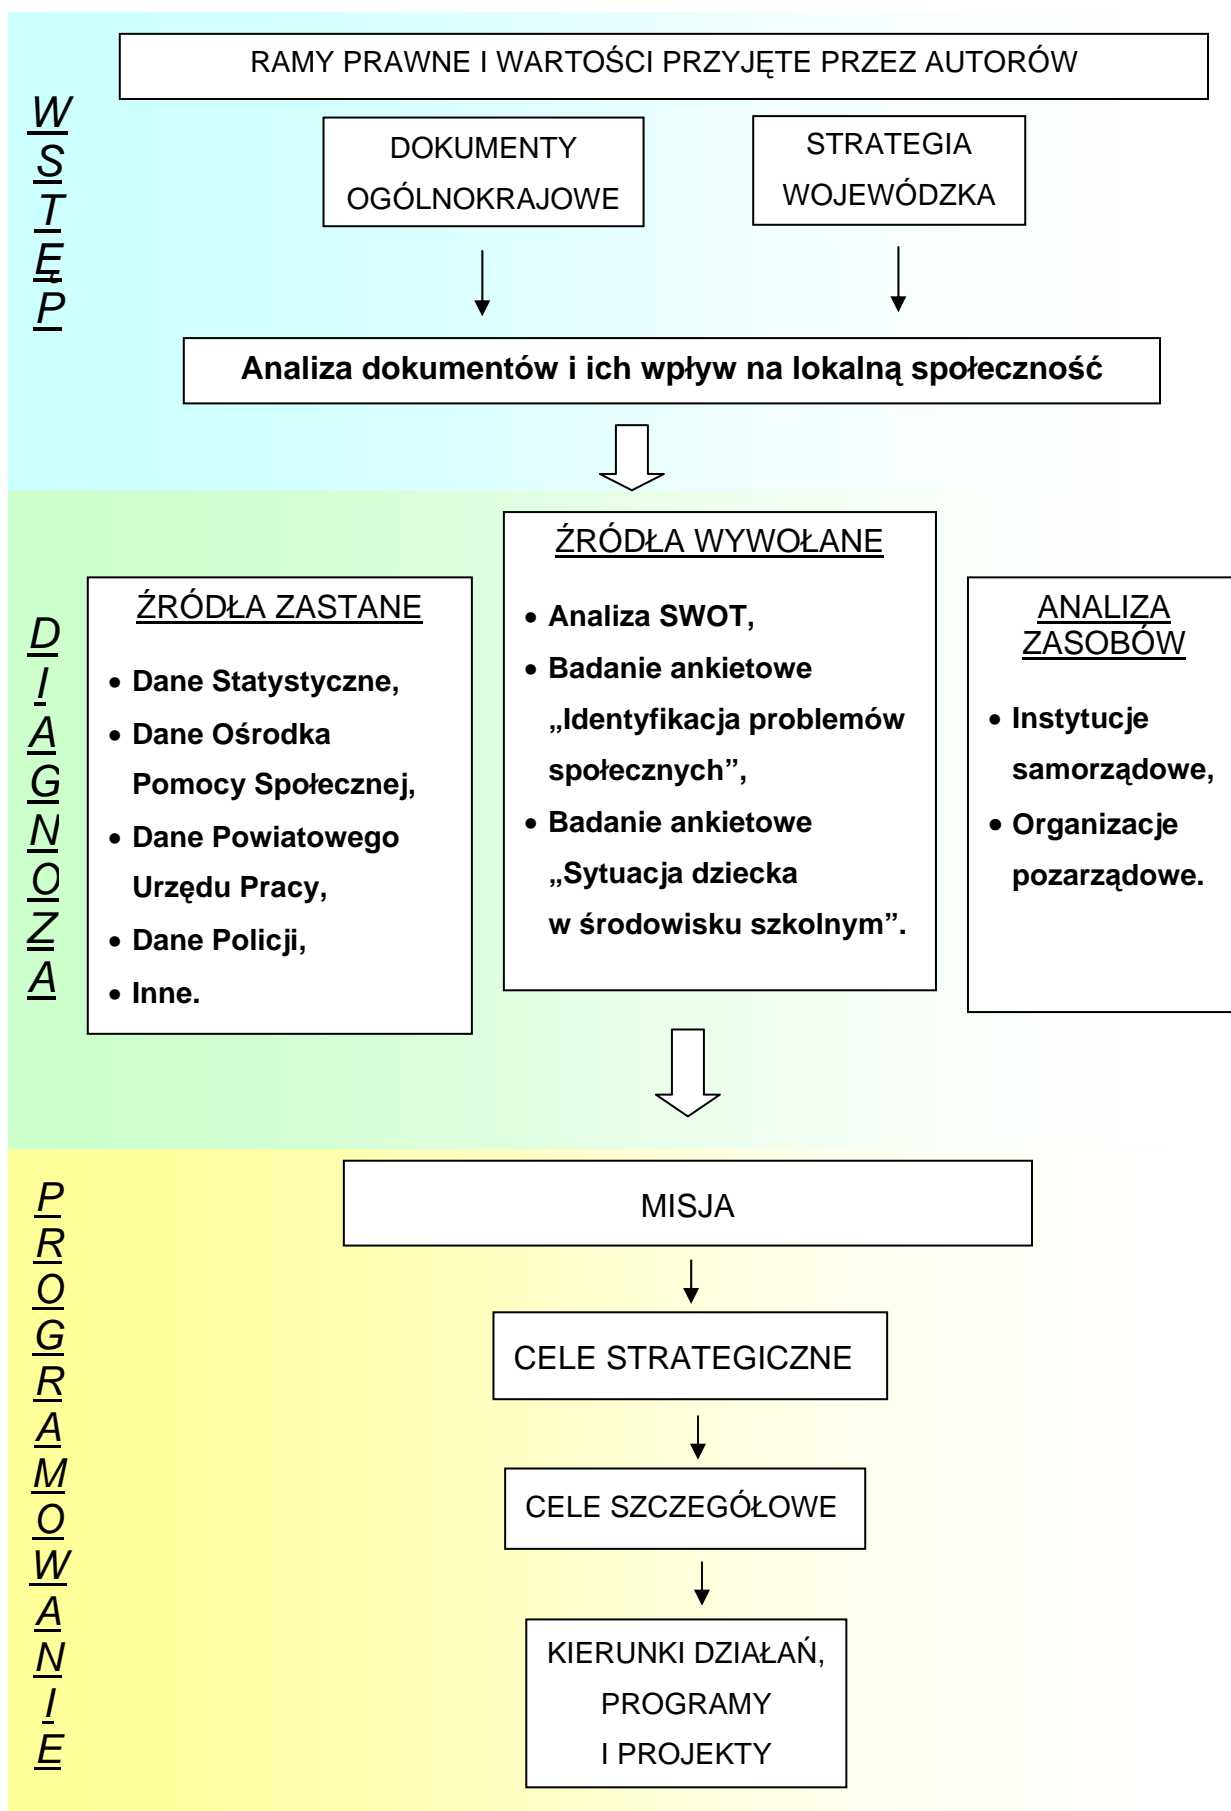 WSTĘP
RAMY PRAWNE I WARTOŚCI PRZYJĘTE PRZEZ AUTORÓW
DOKUMENTY
OGÓLNOKRAJOWE
STRATEGIA
WOJEWÓDZKA
Analiza dokumentów i ich wpływ na lokalną społeczność
DIAGNOZA
ŹRÓDŁA ZASTANE
• Dane Statystyczne,
• Dane Ośrodka
Pomocy Społecznej,
• Dane Powiatowego
Urzędu Pracy,
• Dane Policji,
• Inne.
ŹRÓDŁA WYWOŁANE
• Analiza SWOT,
• Badanie ankietowe
„Identyfikacja problemów
społecznych”,
• Badanie ankietowe
„Sytuacja dziecka
w środowisku szkolnym”.
ANALIZA
ZASOBÓW
• Instytucje
samorządowe,
• Organizacje
pozarządowe.
PROGRAMOWANIE
MISJA
CELE STRATEGICZNE
CELE SZCZEGÓŁOWE
KIERUNKI DZIAŁAŃ,
PROGRAMY
I PROJEKTY